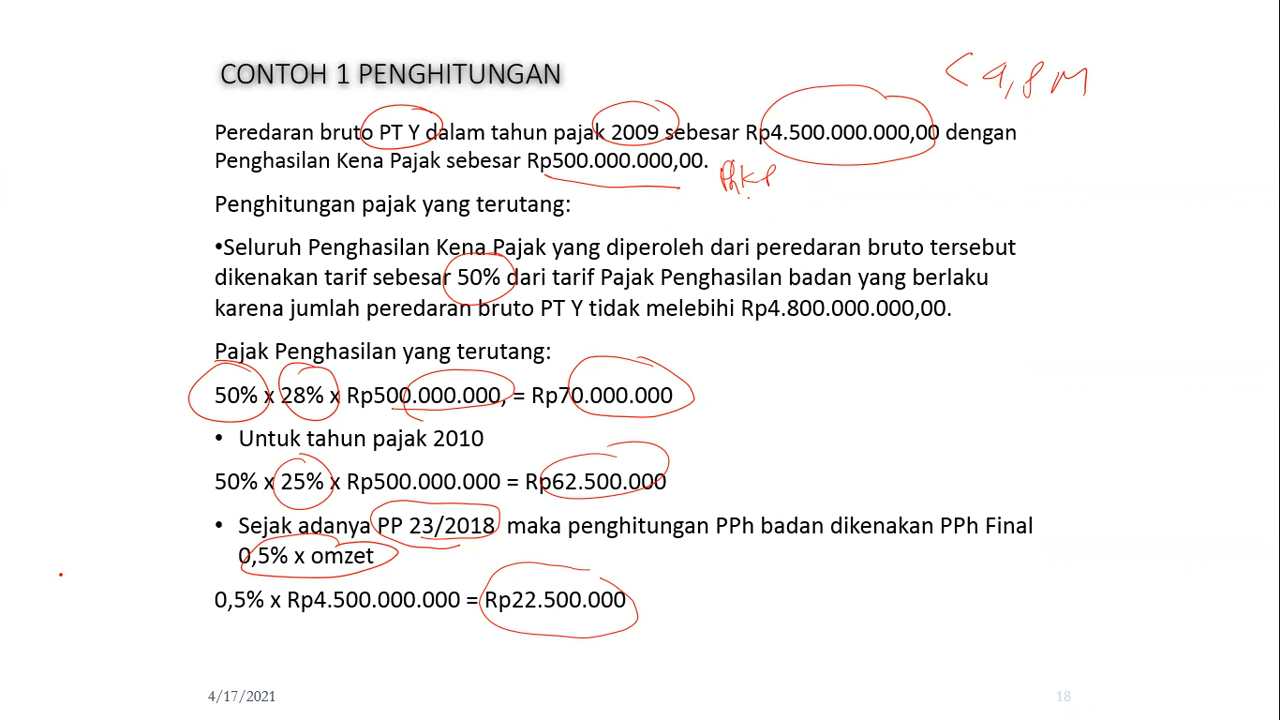 CONTOH 1 PENGHITUNGAN
< 4,8 M
Peredaran bruto PT Y dalam tahun pajak 2009 sebesar Rp4.500.000.000,00 dengan
Penghasilan Kena Pajak sebesar Rp500.000.000,00.
PhKP
Penghitungan pajak yang terutang:
•Seluruh Penghasilan Kena Pajak yang diperoleh dari peredaran bruto tersebut
dikenakan tarif sebesar 50% dari tarif Pajak Penghasilan badan yang berlaku
karena jumlah peredaran bruto PT Y tidak melebihi Rp4.800.000.000,00.
Pajak Penghasilan yang terutang:
50% x 28% x Rp500.000.000, = Rp70.000.000
• Untuk tahun pajak 2010
50% x 25% x Rp500.000.000 = Rp62.500.000
• Sejak adanya PP 23/2018 maka penghitungan PPh badan dikenakan PPh Final
0,5% x omzet
0,5% x Rp4.500.000.000 = Rp22.500.000
4/17/2021
18